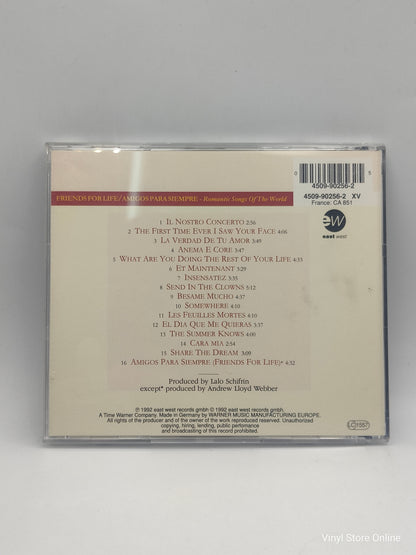 0
5
4509-90256-2
4509-90256-2 XV
France: CA 851
ew
east west
FRIENDS FOR LIFE/AMIGOS PARA SIEMPRE - Romantic Songs Of The World
1 IL NOSTRO CONCERTO 2:56
2 THE FIRST TIME EVER I SAW YOUR FACE 4:06
3 LA VERDAD DE TU AMOR 3:49
4 ANEMA E CORE 2:47
5 WHAT ARE YOU DOING THE REST OF YOUR LIFE 4:33
6 ET MAINTENANT 5:29
7 INSENSATEZ 3:35
8 SEND IN THE CLOWNS 5:12
9 BESAME MUCHO 4:37
10 SOMEWHERE 4:10
11 LES FEUILLES MORTES 4:10
12 EL DIA QUE ME QUIERAS 5:37
13 THE SUMMER KNOWS 4:00
14 CARA MIA 2:54
15 SHARE THE DREAM 3:09
16 AMIGOS PARA SIEMPRE (FRIENDS FOR LIFE)* 4:32
Produced by Lalo Schifrin
except* produced by Andrew Lloyd Webber
℗ 1992 east west records gmbh © 1992 east west records gmbh.
A Time Warner Company. Made in Germany by WARNER MUSIC MANUFACTURING EUROPE.
All rights of the producer and of the owner of the work reproduced reserved. Unauthorized
copying, hiring, lending, public perfomance
and broadcasting of this record prohibited.
LC 1557
Vinyl Store Online